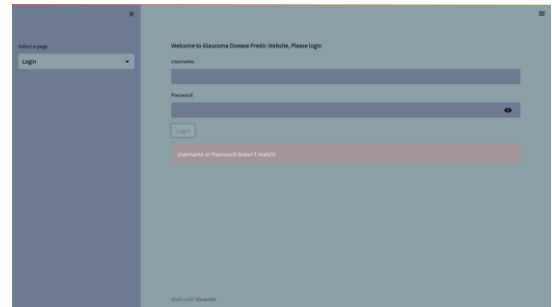 Select a page
Login
Welcome to Glaucoma Disease Predic Website, Please login
Username
Password
Login
Username or Password doesn't match!
Made with Streamlit